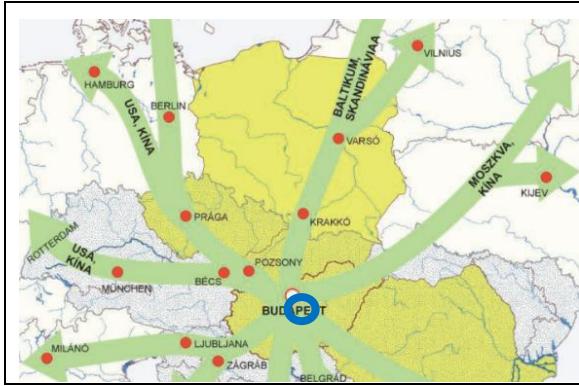 HAMBURG
USA, KÍNA
BERLIN
BALTIKUM,
SKANDINÁVIAA
VILNIUS
VARSÓ
MOSZKVA,
KÍNA
KIJEV
PRÁGA
KRAKKÓ
ROTTERDAM
USA,
KÍNA
MÜNCHEN
BÉCS
POZSONY
BUDAPEST
MILÁNÓ
LJUBLJANA
ZÁGRÁB
BELGRÁD